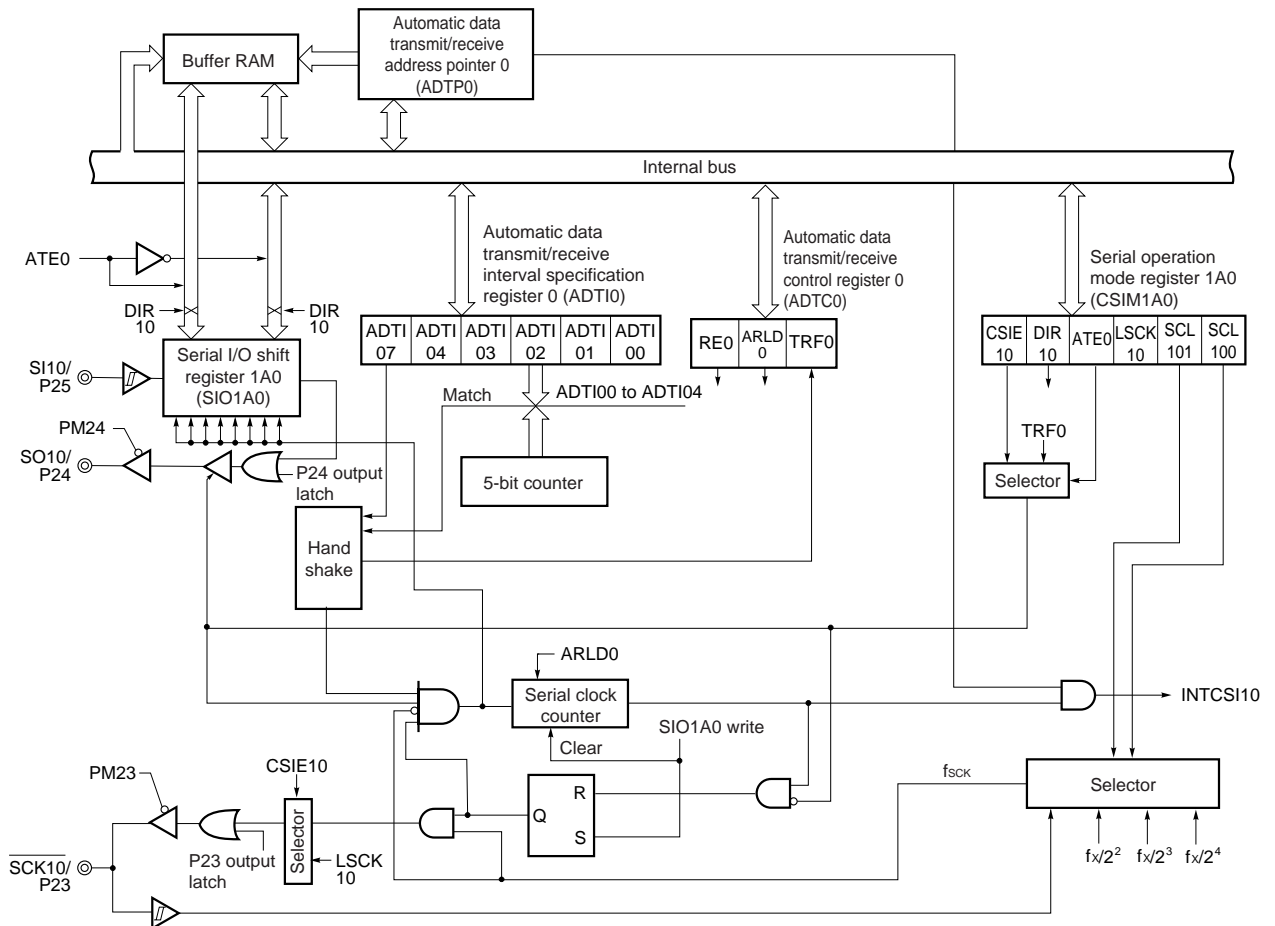 Buffer RAM
Automatic data
transmit/receive
address pointer 0
(ADTP0)
Internal bus
ATE0
DIR
10
DIR
10
Automatic data
transmit/receive
interval specification
register 0 (ADTI0)
Automatic data
transmit/receive
control register 0
(ADTC0)
Serial operation
mode register 1A0
(CSIM1A0)
ADTI
07
ADTI
04
ADTI
03
ADTI
02
ADTI
01
ADTI
00
RE0
ARLD
0
TRF0
CSIE
10
DIR
10
ATE0
LSCK
10
SCL
101
SCL
100
SI10/
P25
Serial I/O shift
register 1A0
(SIO1A0)
Match
ADTI00 to ADTI04
PM24
SO10/
P24
P24 output
latch
5-bit counter
TRF0
Selector
Hand
shake
ARLD0
Serial clock
counter
INTCSI10
SIO1A0 write
Clear
PM23
CSIE10
fSCK
Selector
R
Q
S
Selector
SCK10/
P23
P23 output
latch
LSCK
10
fX/2²
fX/2³
fX/2⁴